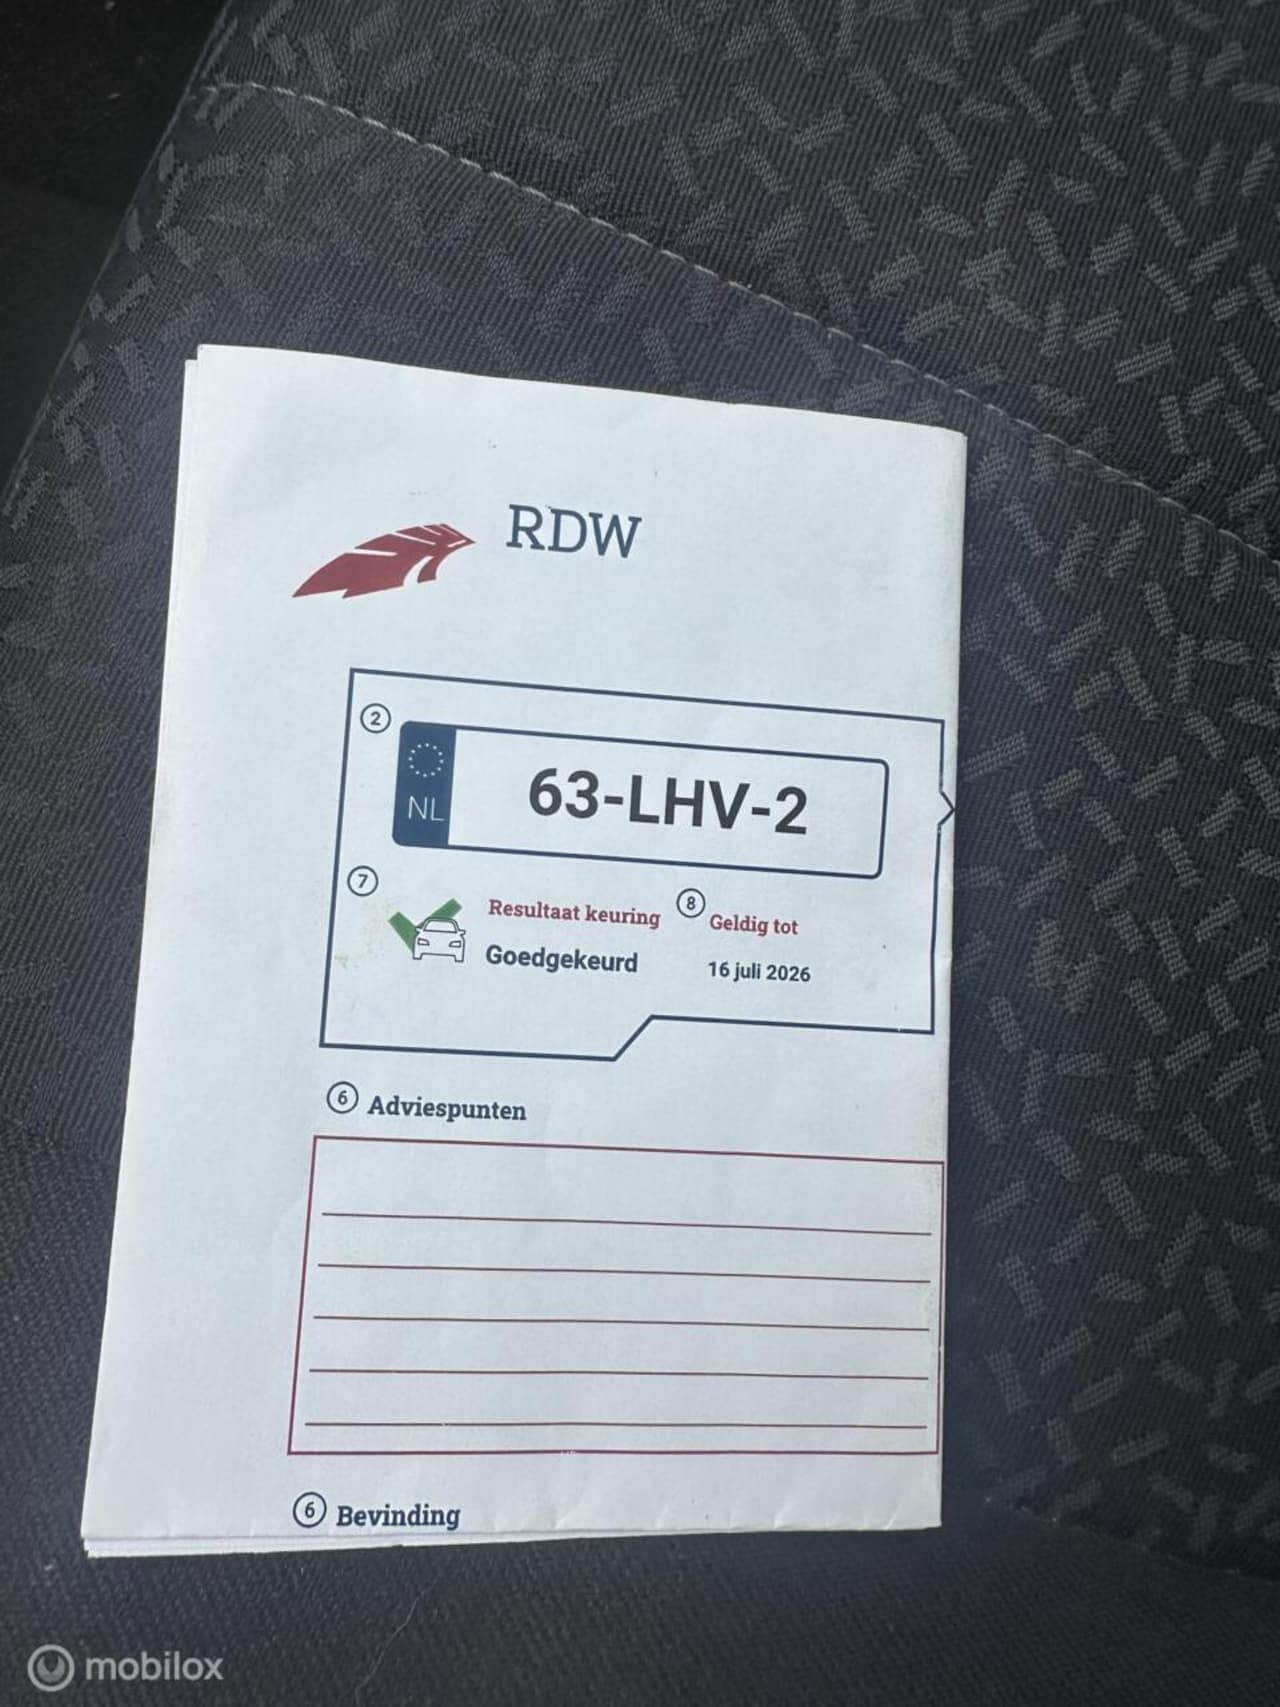 RDW
2
NL
63-LHV-2
7
Resultaat keuring
8
Geldig tot
Goedgekeurd
16 juli 2026
6 Adviespunten
6 Bevinding
mobilox